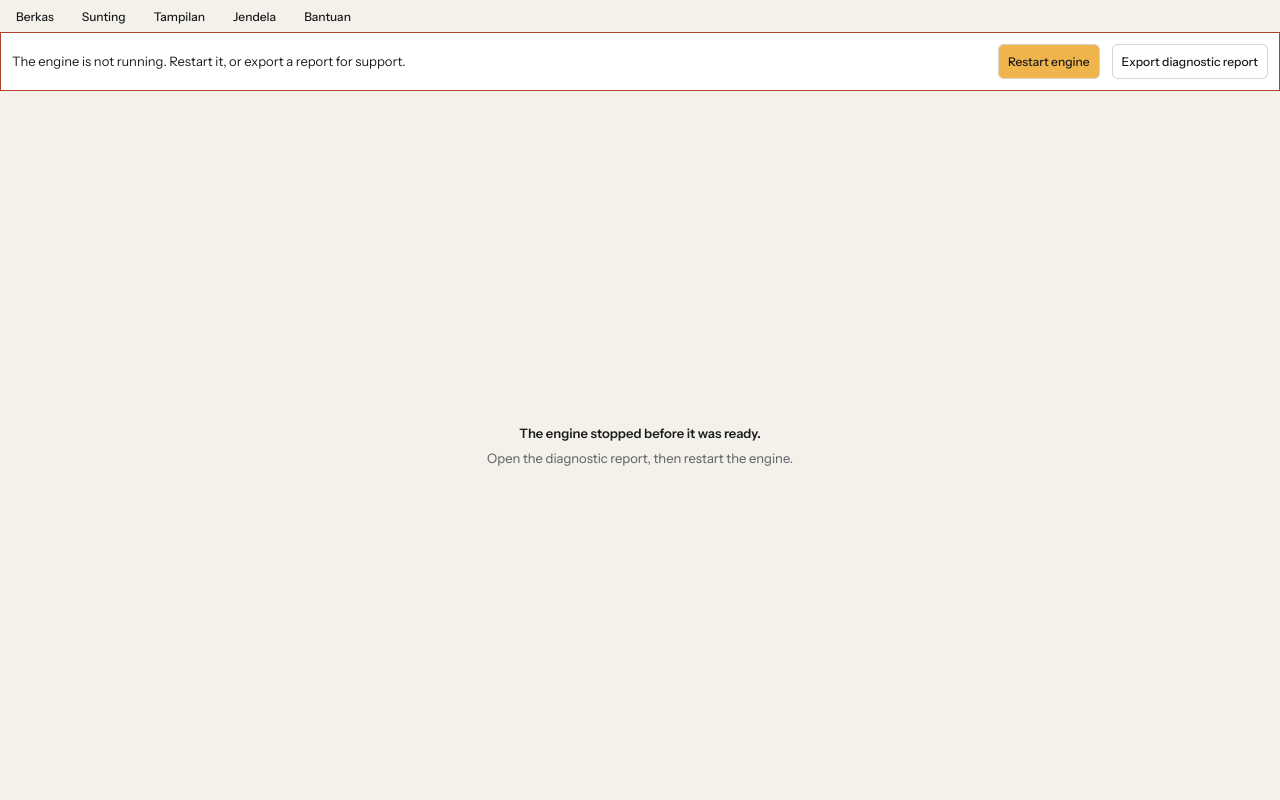 Berkas Sunting Tampilan Jendela Bantuan
The engine is not running. Restart it, or export a report for support.
Restart engine
Export diagnostic report
The engine stopped before it was ready.
Open the diagnostic report, then restart the engine.